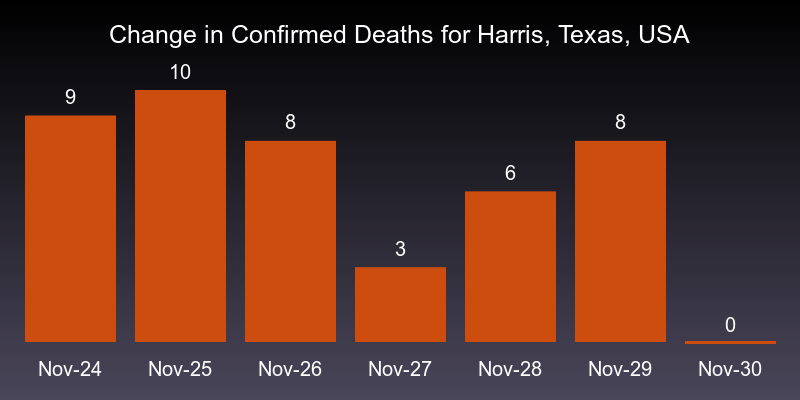 Change in Confirmed Deaths for Harris, Texas, USA
9 10 8 3 6 8 0
Nov-24 Nov-25 Nov-26 Nov-27 Nov-28 Nov-29 Nov-30